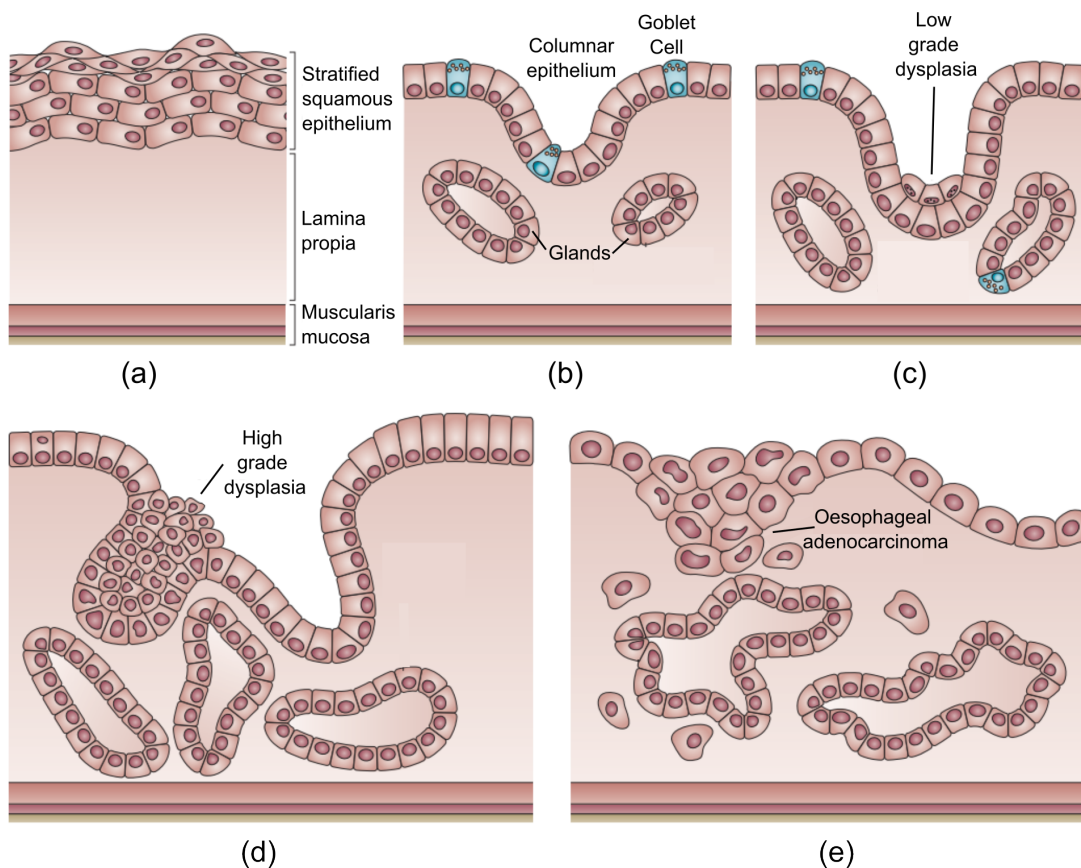 Stratified
squamous
epithelium
Lamina
propia
Muscularis
mucosa
(a)
Columnar
epithelium
Goblet
Cell
Glands
(b)
Low
grade
dysplasia
(c)
High
grade
dysplasia
(d)
Oesophageal
adenocarcinoma
(e)